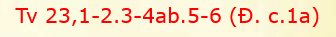 Tv 23,1-2.3-4ab.5-6 (Đ. c.1a)